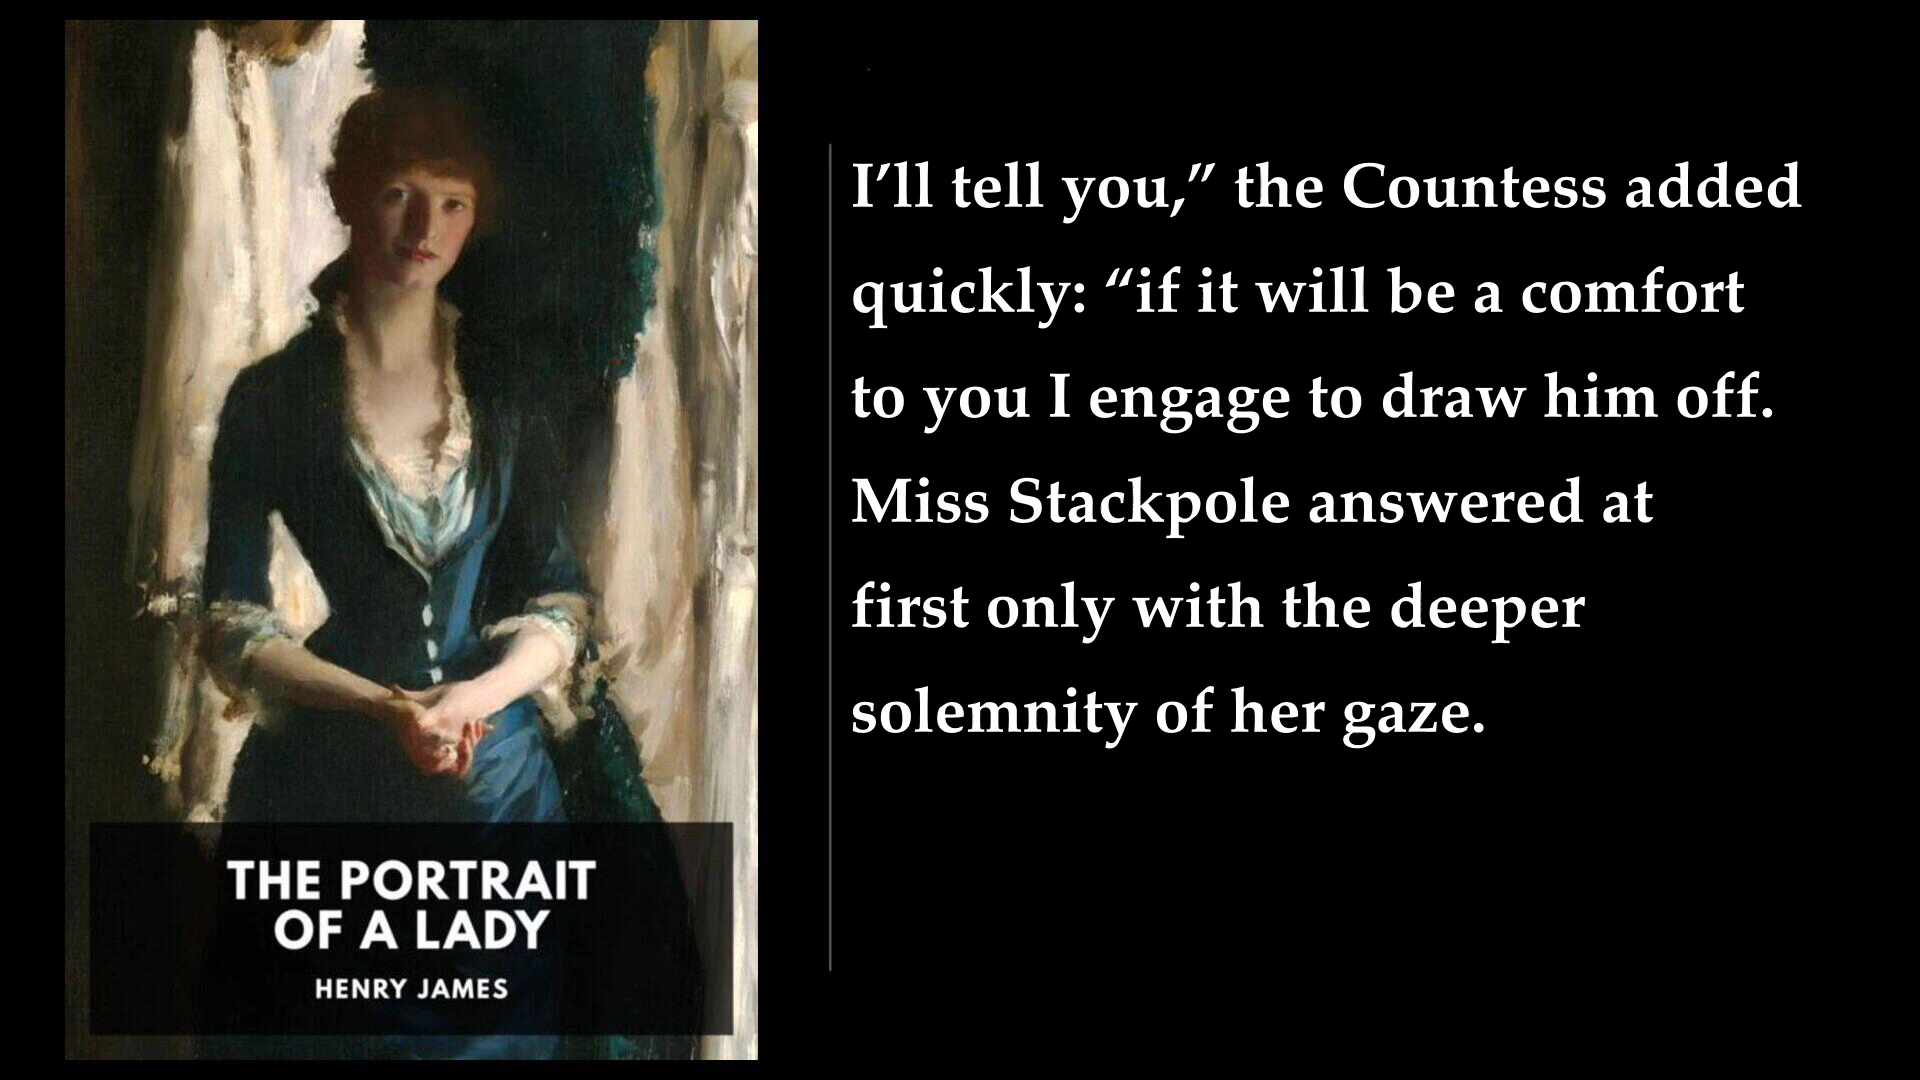 I’ll tell you,” the Countess added
quickly: “if it will be a comfort
to you I engage to draw him off.
Miss Stackpole answered at
first only with the deeper
solemnity of her gaze.
THE PORTRAIT
OF A LADY
HENRY JAMES